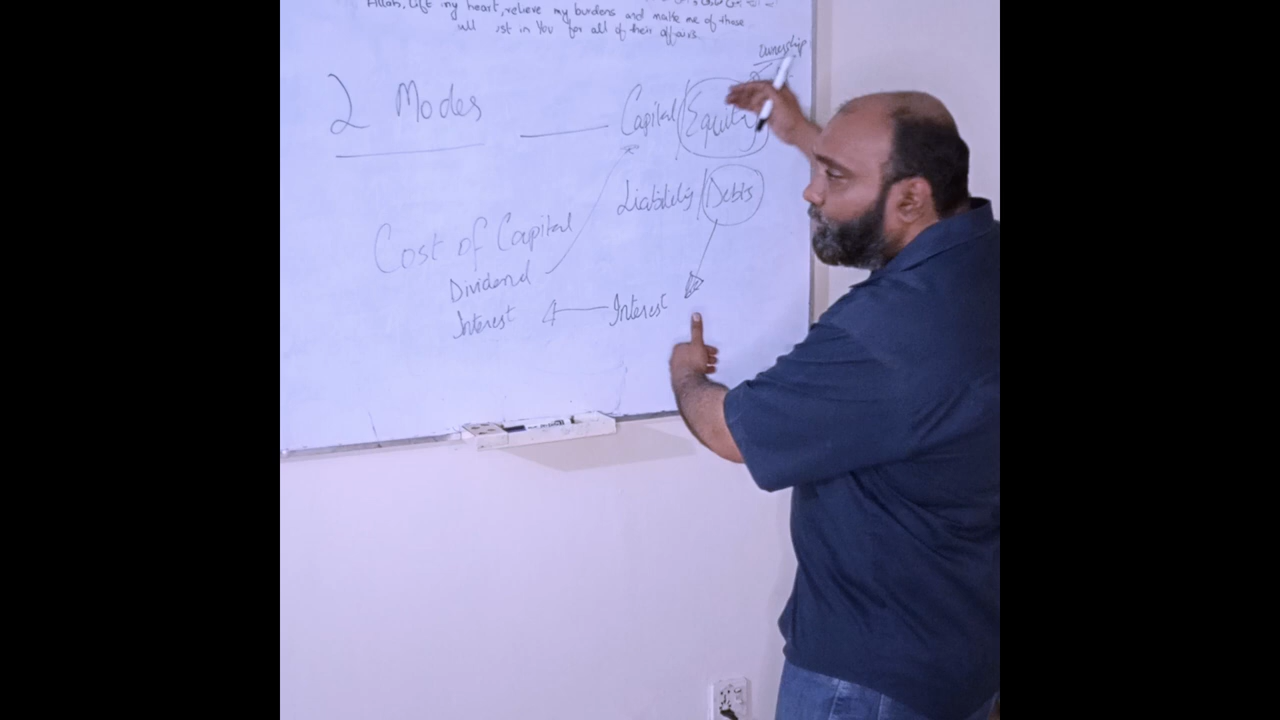 Allah, Lift my heart, relieve my burdens and make me of those
in You for all of their affairs.
Ownership
2 Modes
Capital/Equity
Liability/Debts
Cost of Capital
Dividend
Interest
Interest